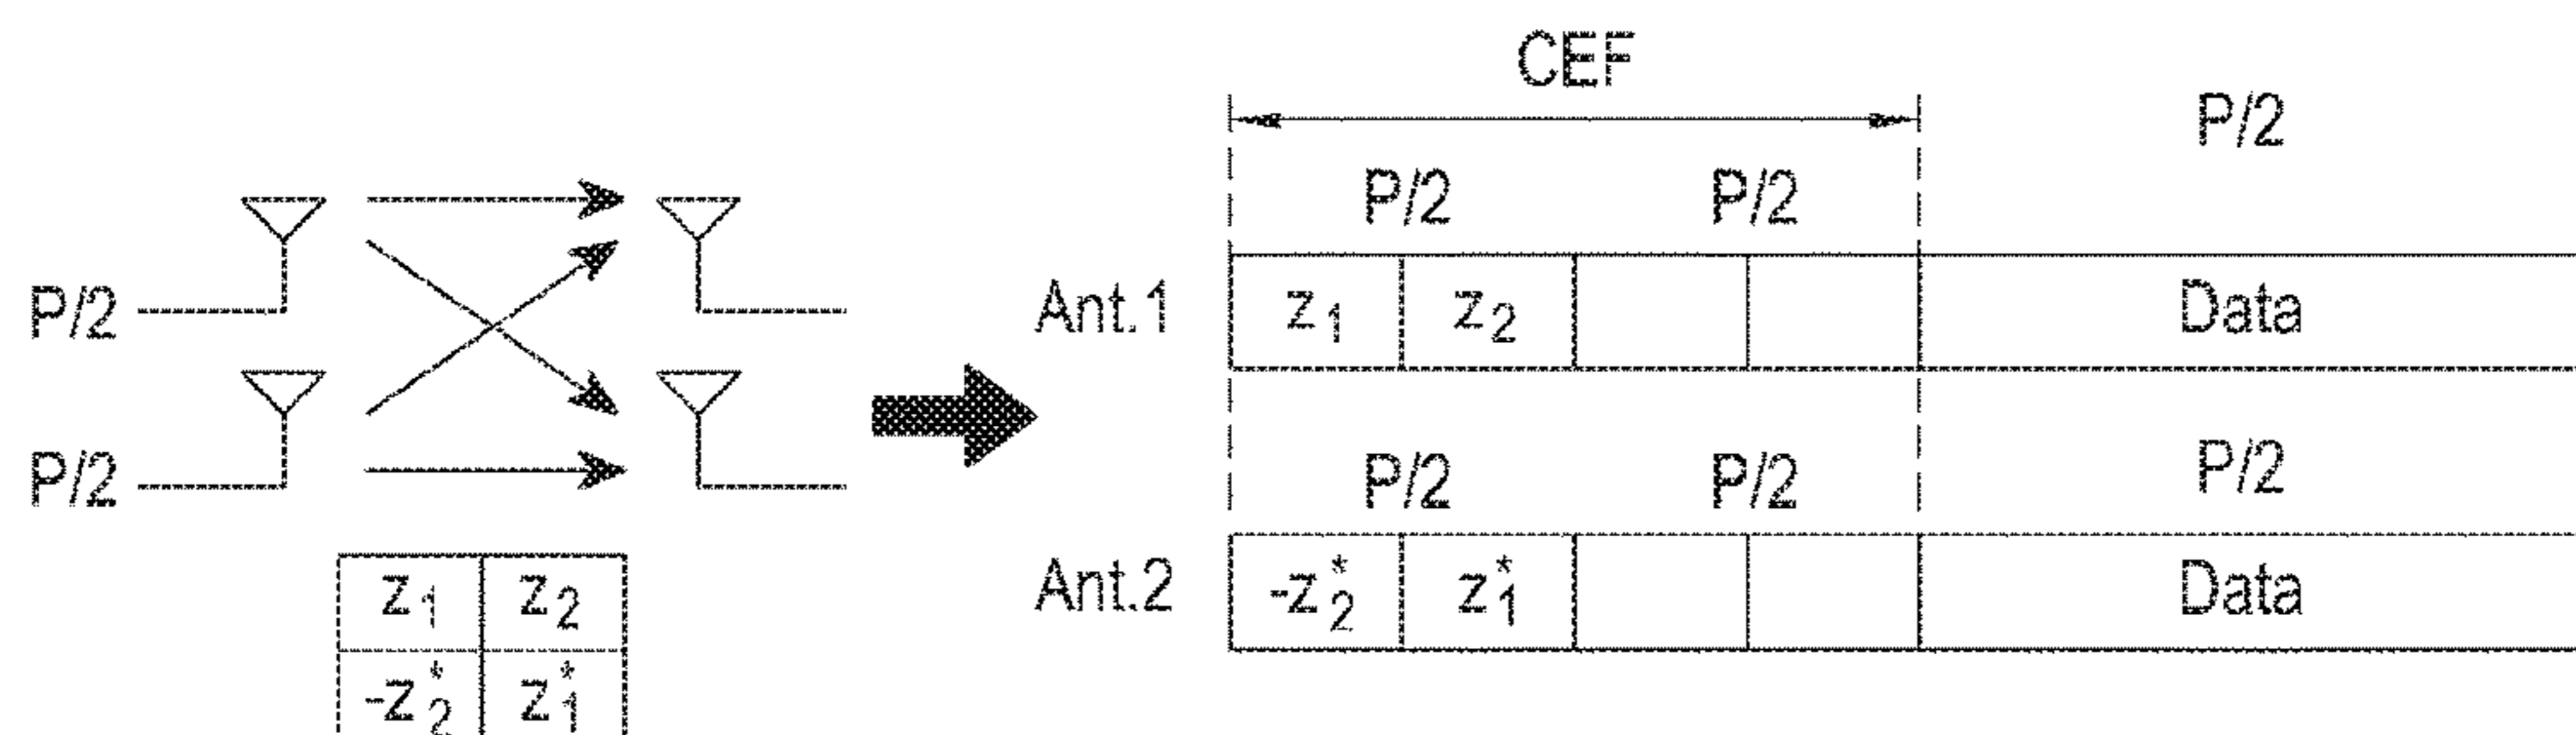 CEF
P/2
P/2 P/2
P/2
Ant.1 z1 z2 Data
P/2
P/2
P/2 P/2
Ant.2 -z2* z1* Data
z1 z2
-z2* z1*